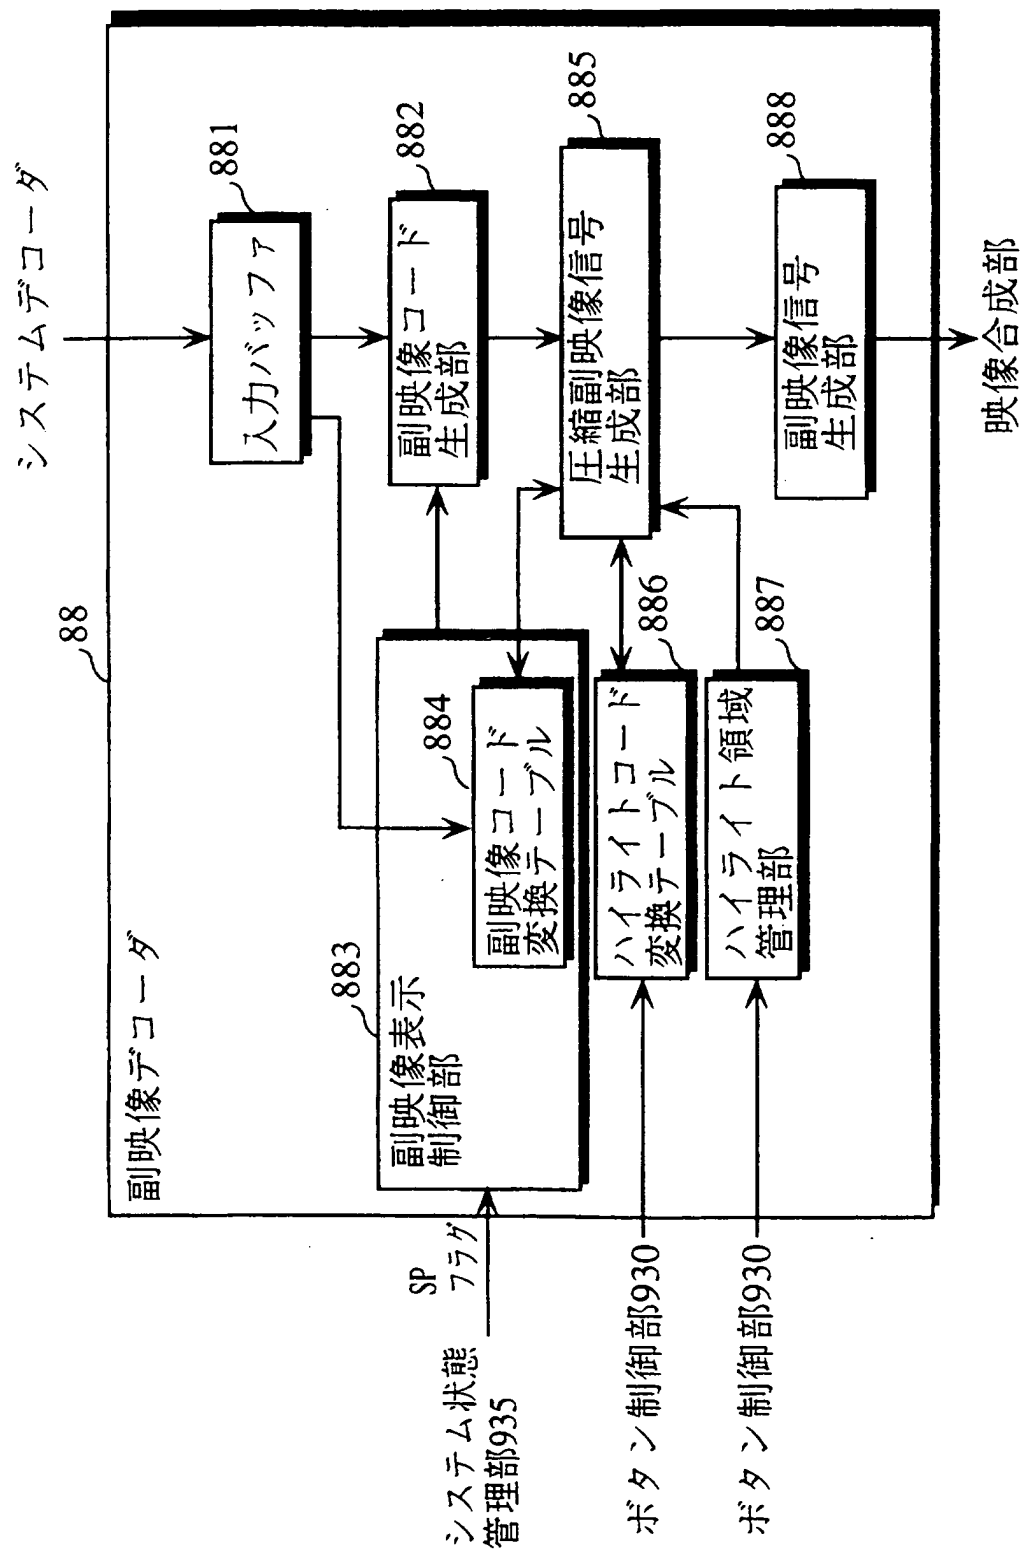 システムデコーダ
88
副映像デコーダ
881
入力バッファ
882
副映像コード
生成部
883
副映像表示
制御部
884
副映像コード
変換テーブル
885
圧縮副映像信号
生成部
886
ハイライトコード
変換テーブル
887
ハイライト領域
管理部
888
副映像信号
生成部
SP
フラグ
システム状態
管理部935
ボタン制御部930
ボタン制御部930
映像合成部